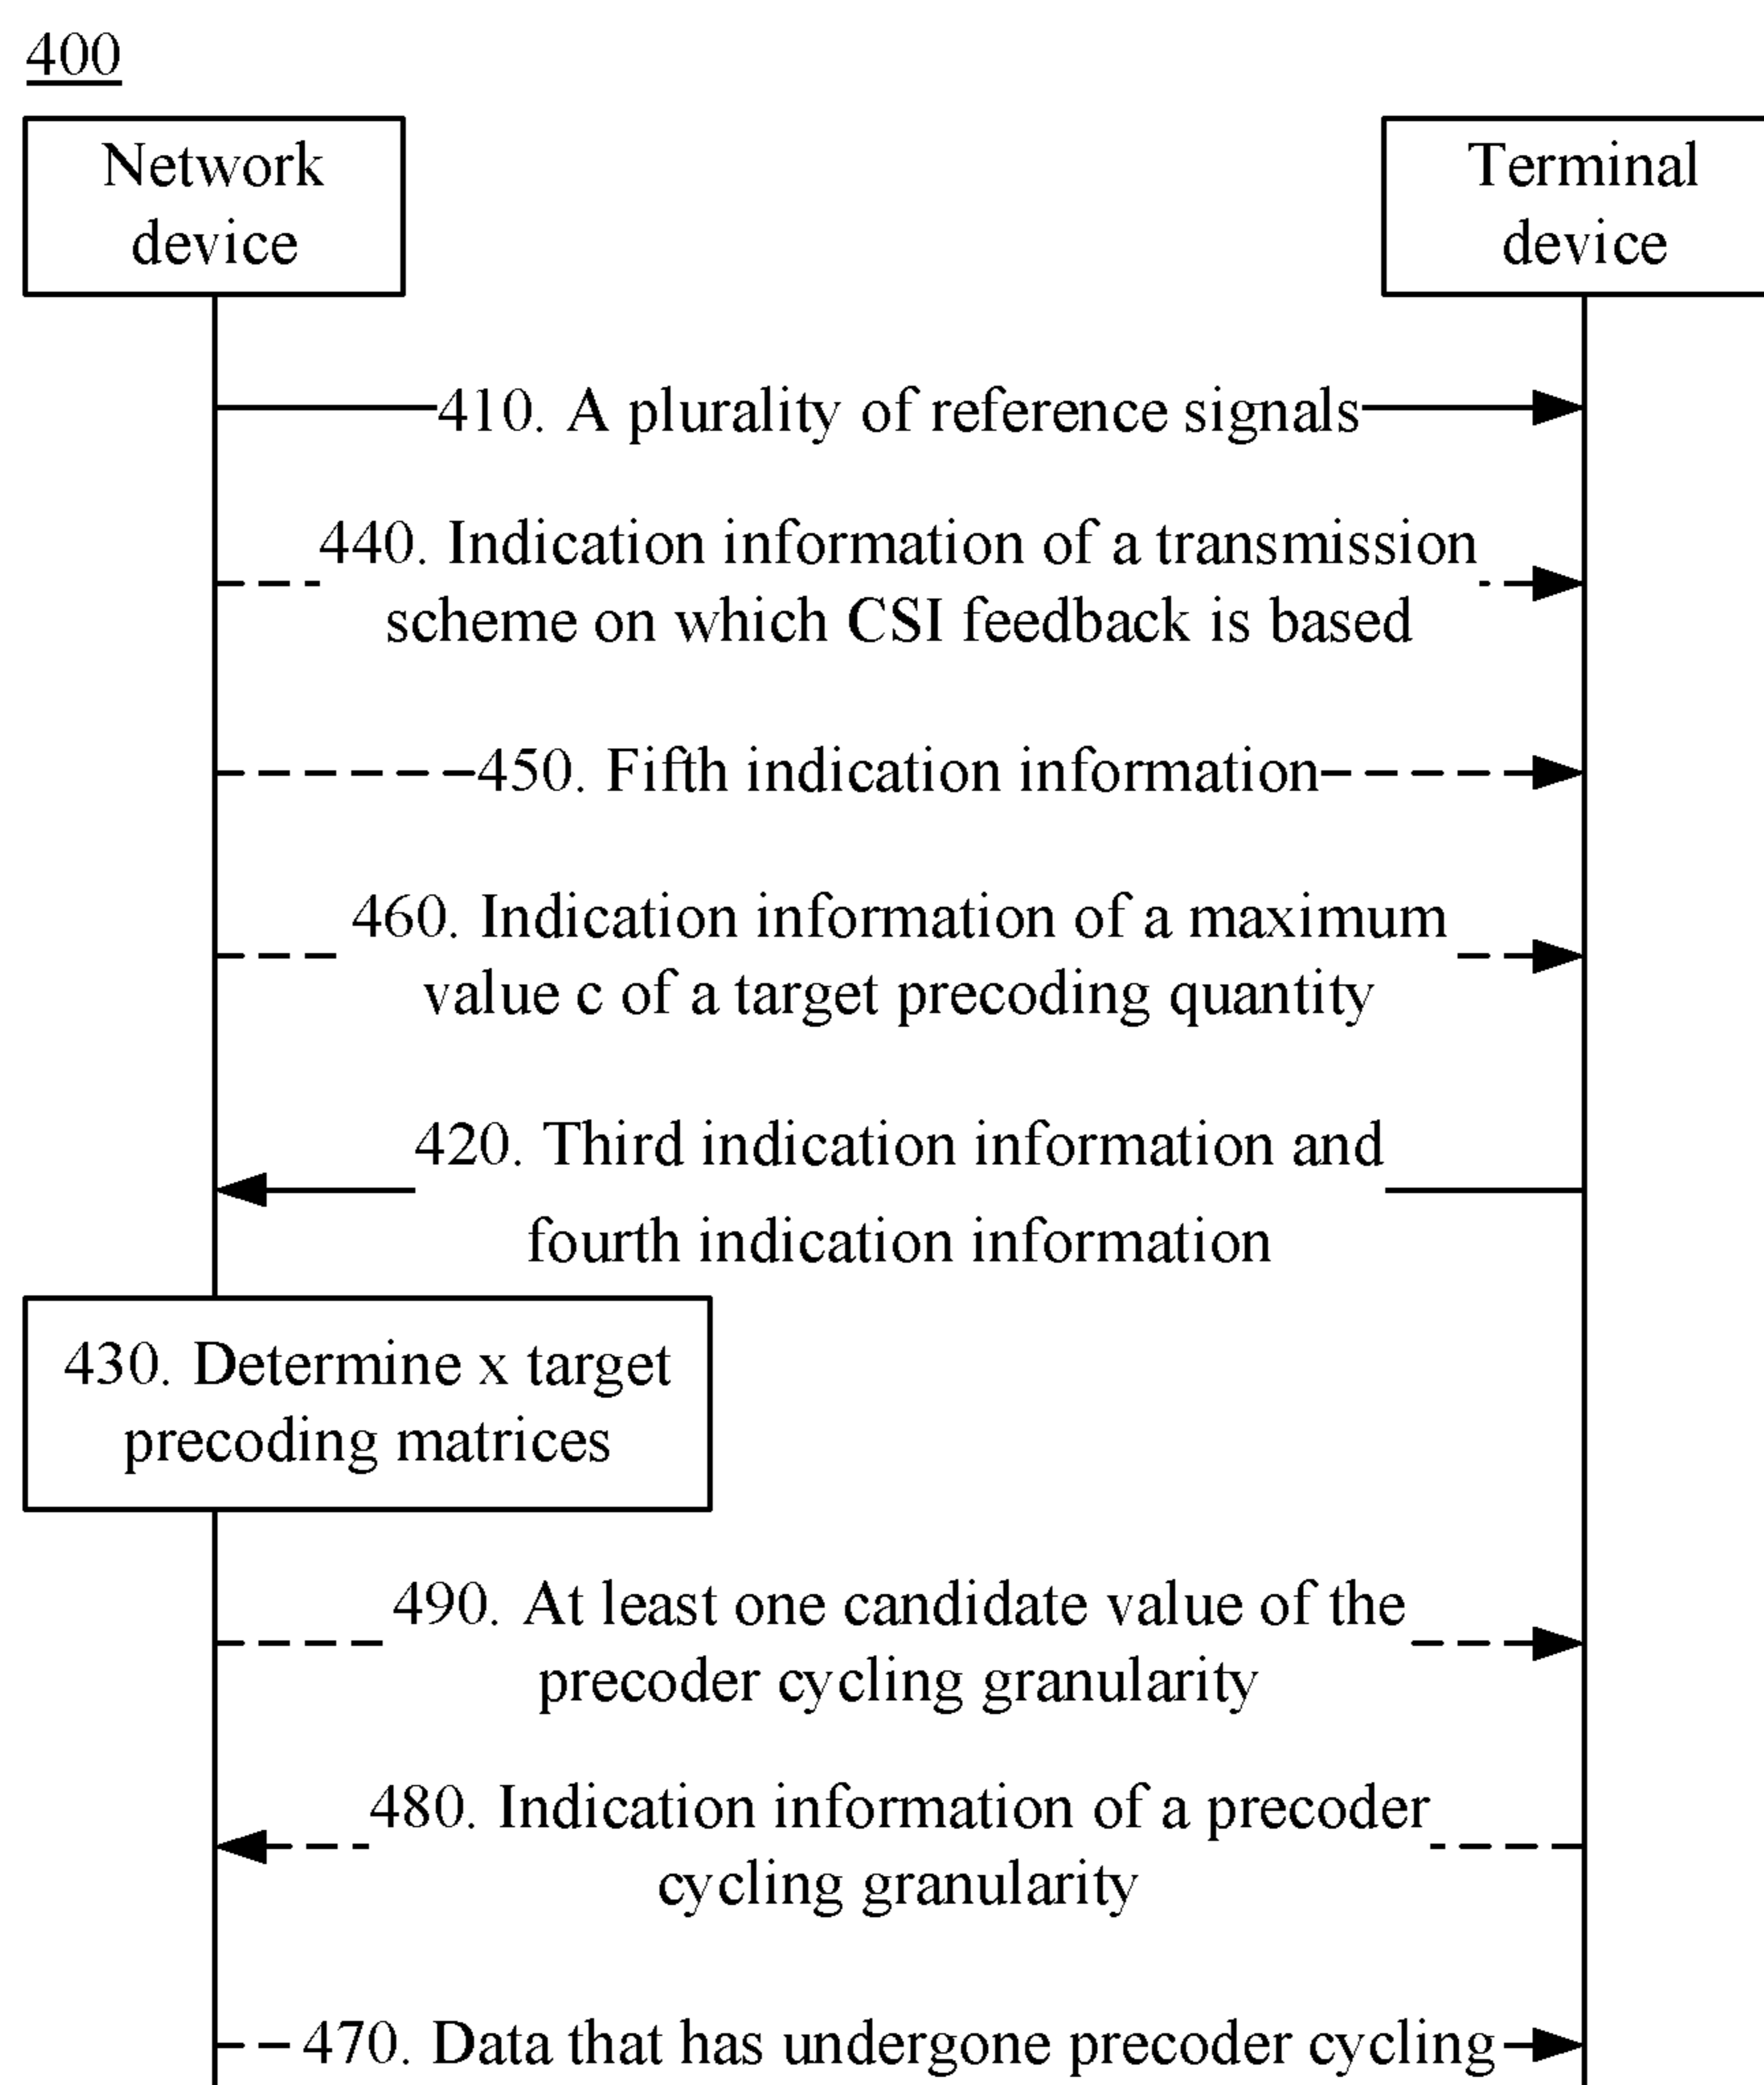 400
Network
device
Terminal
device
410. A plurality of reference signals
440. Indication information of a transmission
scheme on which CSI feedback is based
450. Fifth indication information
460. Indication information of a maximum
value c of a target precoding quantity
420. Third indication information and
fourth indication information
430. Determine x target
precoding matrices
490. At least one candidate value of the
precoder cycling granularity
480. Indication information of a precoder
cycling granularity
470. Data that has undergone precoder cycling